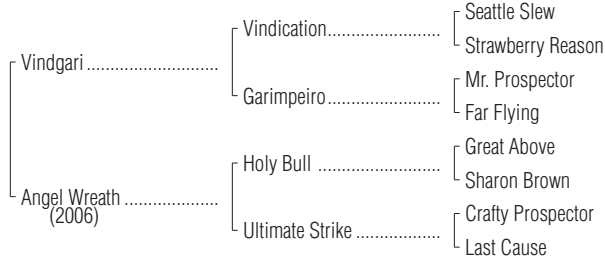 Seattle Slew
Vindication
Strawberry Reason
Vindgari
Mr. Prospector
Garimpeiro
Far Flying
Great Above
Holy Bull
Sharon Brown
Angel Wreath
(2006)
Crafty Prospector
Ultimate Strike
Last Cause